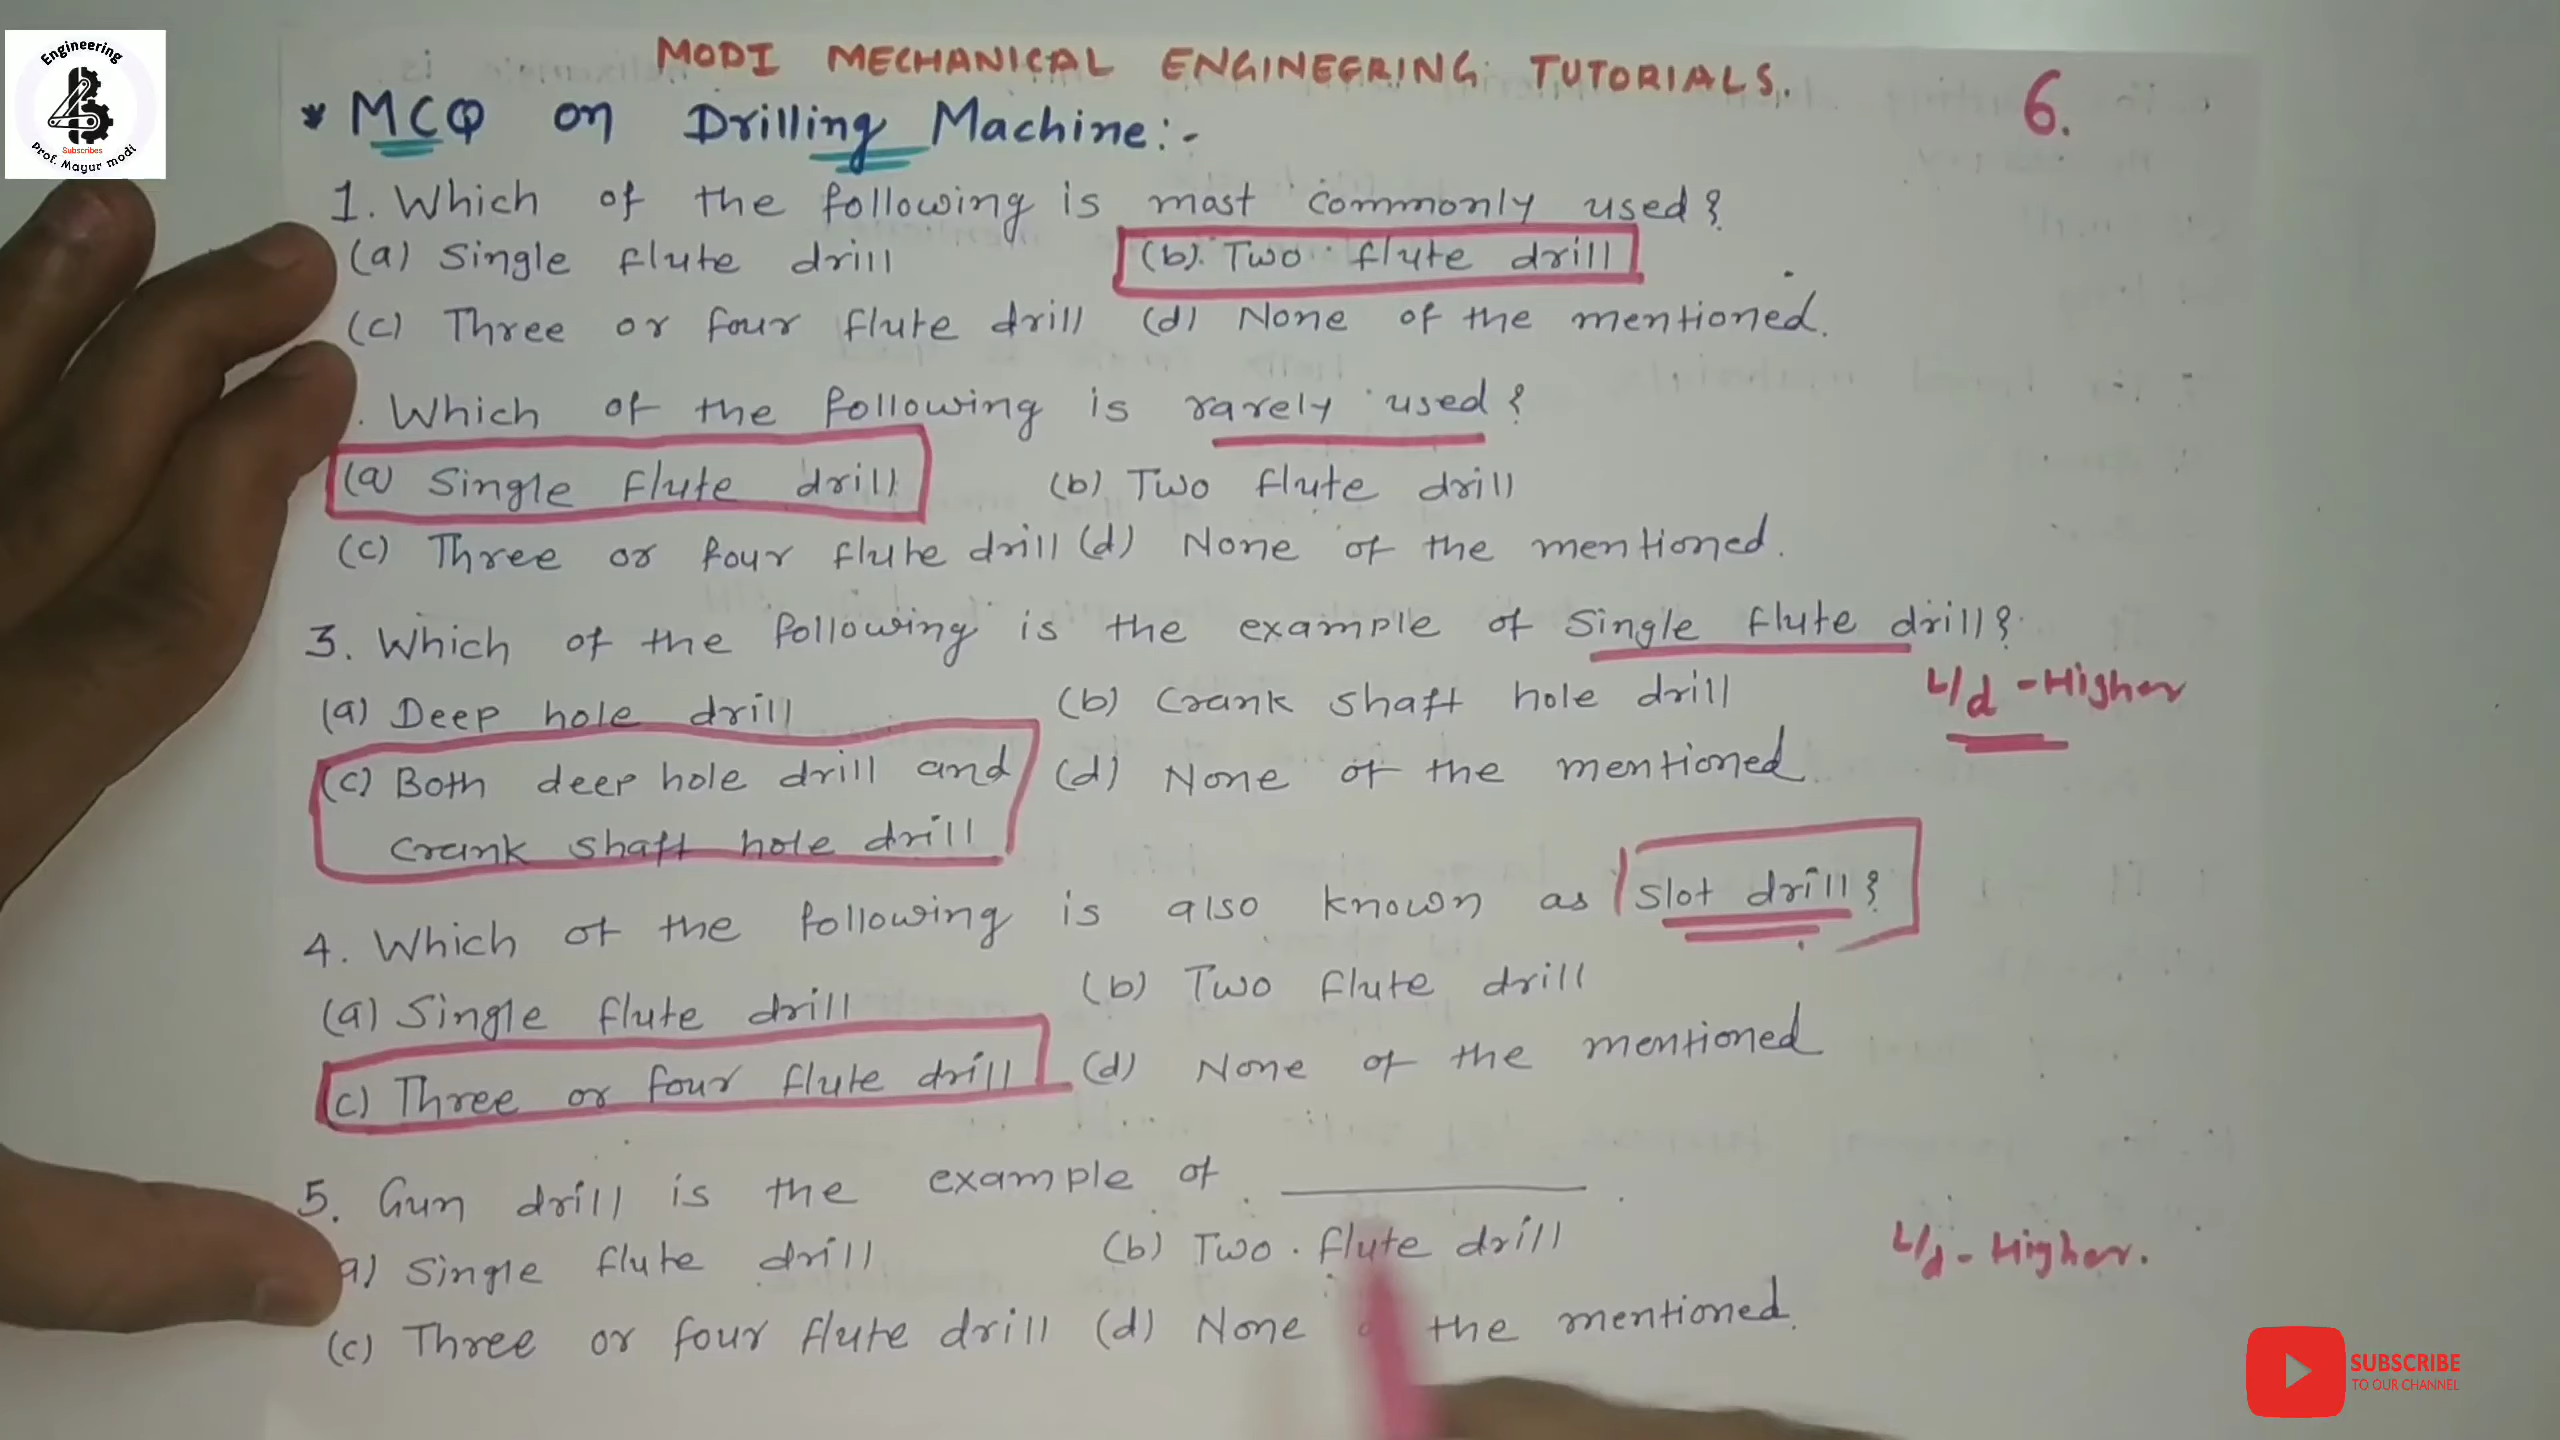 Engineering
Subscribes
Prof. Mayur modi
MODI MECHANICAL ENGINEERING TUTORIALS.
6.
* MCQ on Drilling Machine:-
1. Which of the following is most commonly used?
(a) Single flute drill (b) Two flute drill
(c) Three or four flute drill (d) None of the mentioned.
. Which of the following is rarely used?
(a) Single flute drill (b) Two flute drill
(c) Three or four flute drill (d) None of the mentioned.
3. Which of the following is the example of Single flute drill?
(a) Deep hole drill (b) Crank shaft hole drill
L/d - Higher
(c) Both deep hole drill and (d) None of the mentioned
Crank shaft hole drill
4. Which of the following is also known as slot drill?
(a) Single flute drill (b) Two flute drill
(c) Three or four flute drill (d) None of the mentioned
5. Gun drill is the example of ________.
a) Single flute drill (b) Two flute drill
L/d - Higher.
(c) Three or four flute drill (d) None the mentioned.
SUBSCRIBE
TO OUR CHANNEL